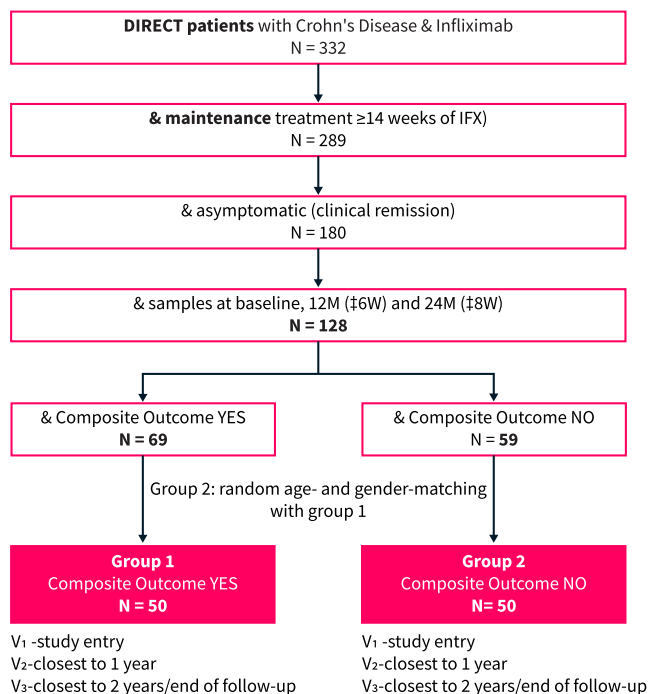 DIRECT patients with Crohn's Disease & Infliximab
N = 332
& maintenance treatment ≥14 weeks of IFX)
N = 289
& asymptomatic (clinical remission)
N = 180
& samples at baseline, 12M (‡6W) and 24M (‡8W)
N = 128
& Composite Outcome YES
N = 69
& Composite Outcome NO
N = 59
Group 2: random age- and gender-matching
with group 1
Group 1
Composite Outcome YES
N = 50
Group 2
Composite Outcome NO
N= 50
V₁ -study entry
V₂-closest to 1 year
V₃-closest to 2 years/end of follow-up
V₁ -study entry
V₂-closest to 1 year
V₃-closest to 2 years/end of follow-up